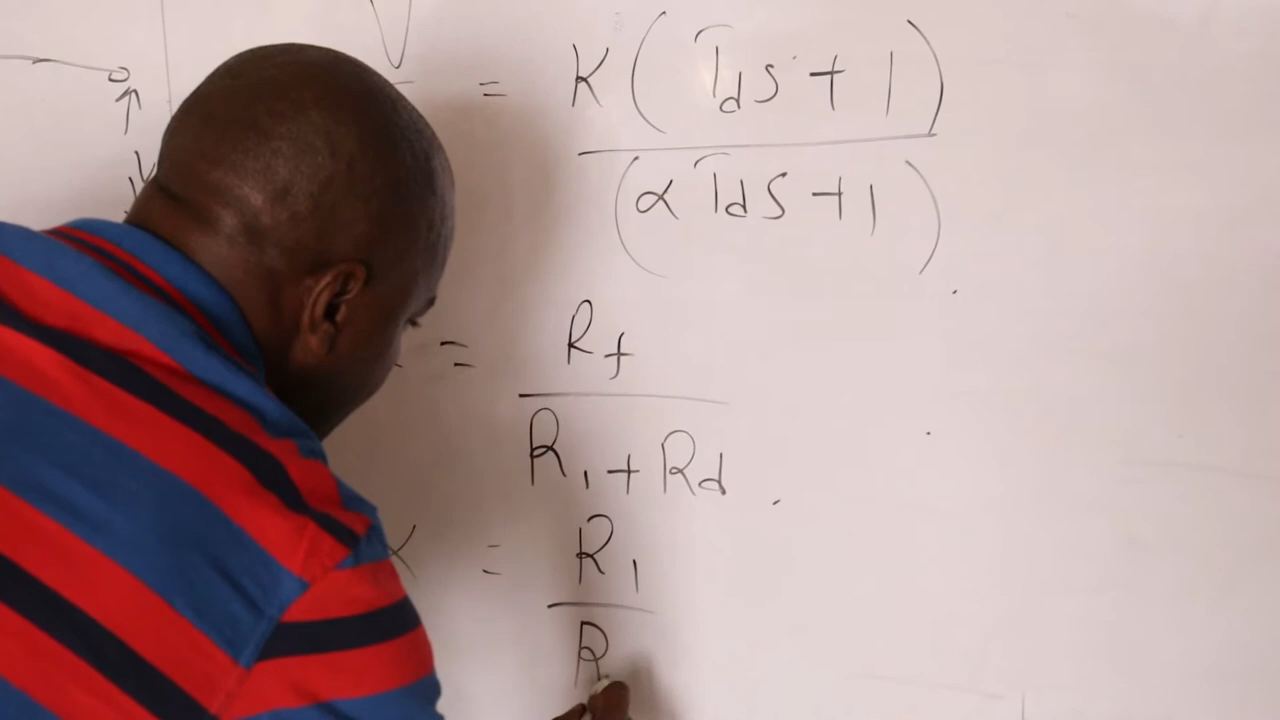 V = K(Tds + 1)
(αTds + 1)
= Rf
R1 + Rd
α = R1
R